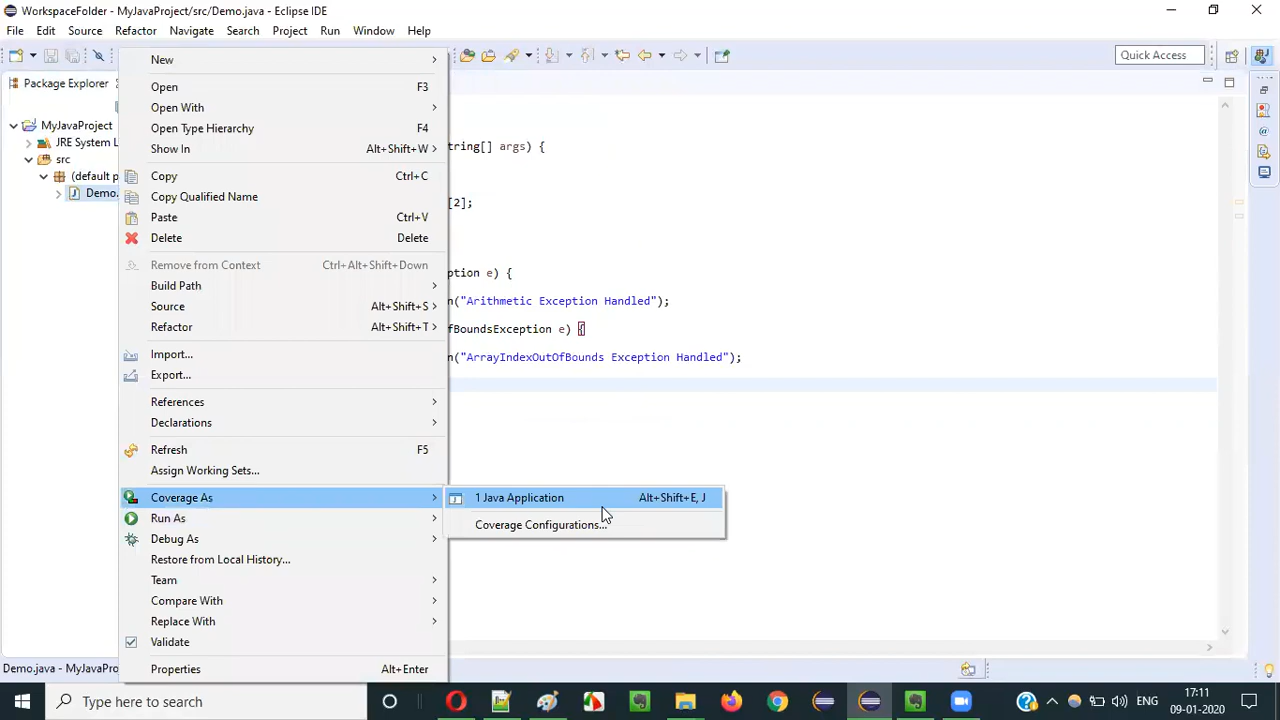 WorkspaceFolder - MyJavaProject/src/Demo.java - Eclipse IDE
File Edit Source Refactor Navigate Search Project Run Window Help
Quick Access
Package Explorer
MyJavaProject
JRE System L
src
(default p
Demo.
New
Open F3
Open With
Open Type Hierarchy F4
Show In Alt+Shift+W
Copy Ctrl+C
Copy Qualified Name
Paste Ctrl+V
Delete Delete
Remove from Context Ctrl+Alt+Shift+Down
Build Path
Source Alt+Shift+S
Refactor Alt+Shift+T
Import...
Export...
References
Declarations
Refresh F5
Assign Working Sets...
Coverage As
Run As
Debug As
Restore from Local History...
Team
Compare With
Replace With
Validate
Properties Alt+Enter
1 Java Application Alt+Shift+E, J
Coverage Configurations...
tring[] args) {
[2];
ption e) {
n("Arithmetic Exception Handled");
fBoundsException e) {
n("ArrayIndexOutOfBounds Exception Handled");
Demo.java - MyJavaPro
Type here to search
ENG
17:11
09-01-2020